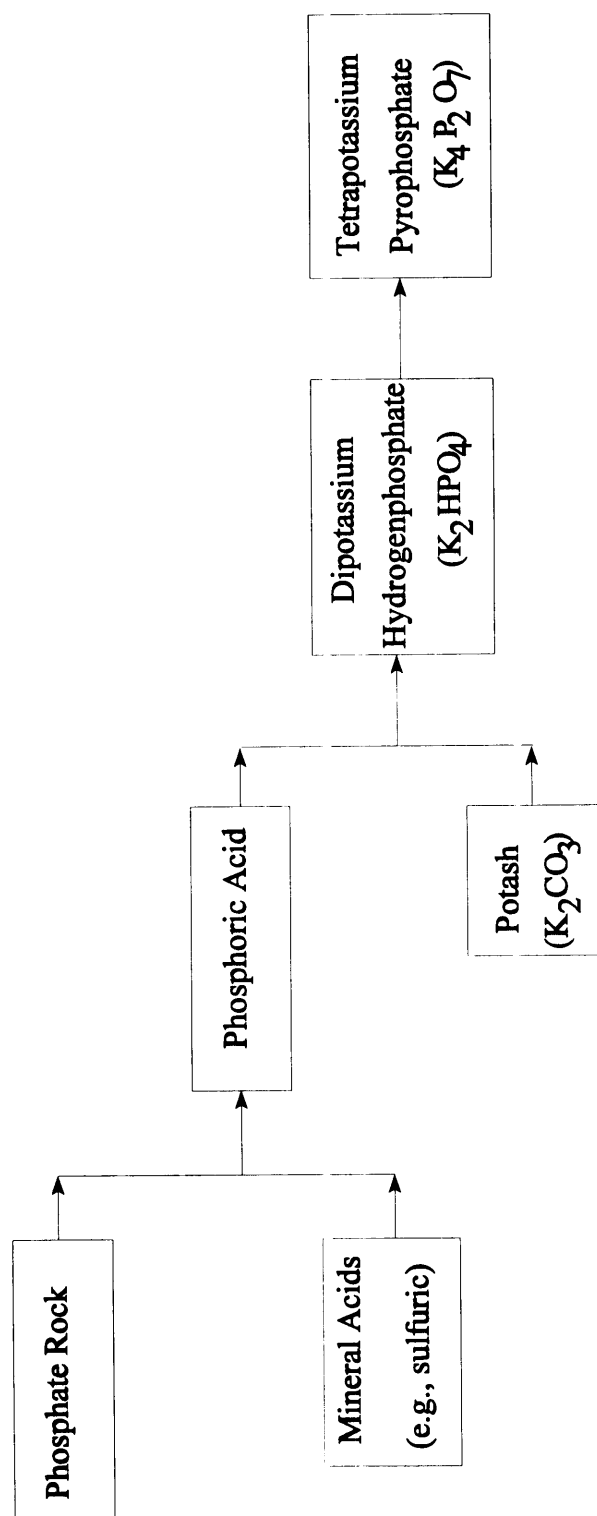 Phosphate Rock
Mineral Acids
(e.g., sulfuric)
Phosphoric Acid
Potash
(K₂CO₃)
Dipotassium
Hydrogenphosphate
(K₂HPO₄)
Tetrapotassium
Pyrophosphate
(K₄P₂O₇)